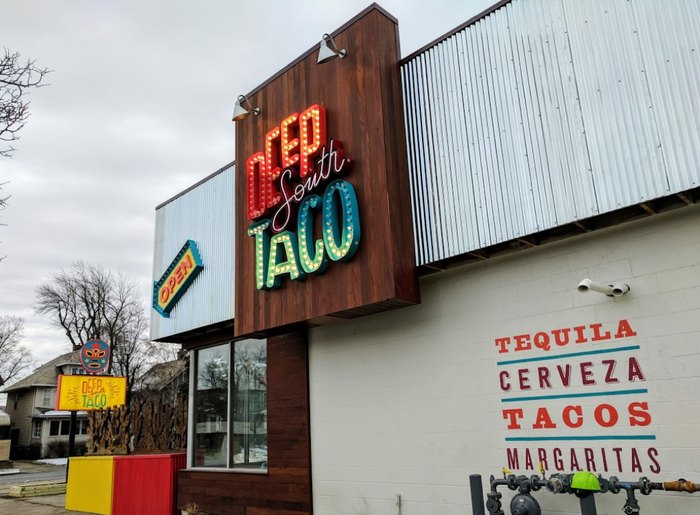 DEEP
South
TACO
OPEN
DEEP
TACO
TEQUILA
CERVEZA
TACOS
MARGARITAS